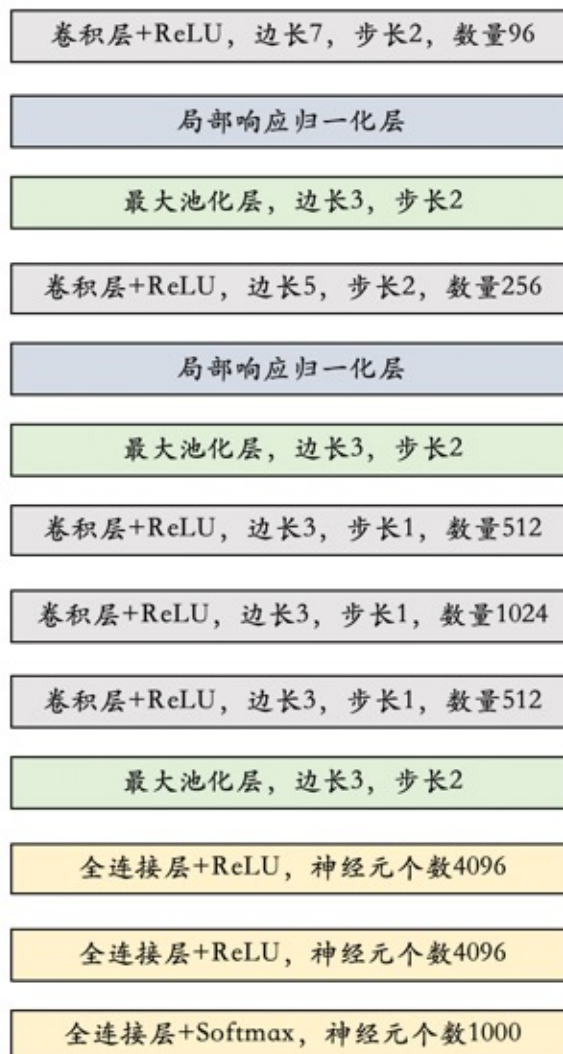 卷积层+ReLU，边长7，步长2，数量96
局部响应归一化层
最大池化层，边长3，步长2
卷积层+ReLU，边长5，步长2，数量256
局部响应归一化层
最大池化层，边长3，步长2
卷积层+ReLU，边长3，步长1，数量512
卷积层+ReLU，边长3，步长1，数量1024
卷积层+ReLU，边长3，步长1，数量512
最大池化层，边长3，步长2
全连接层+ReLU，神经元个数4096
全连接层+ReLU，神经元个数4096
全连接层+Softmax，神经元个数1000